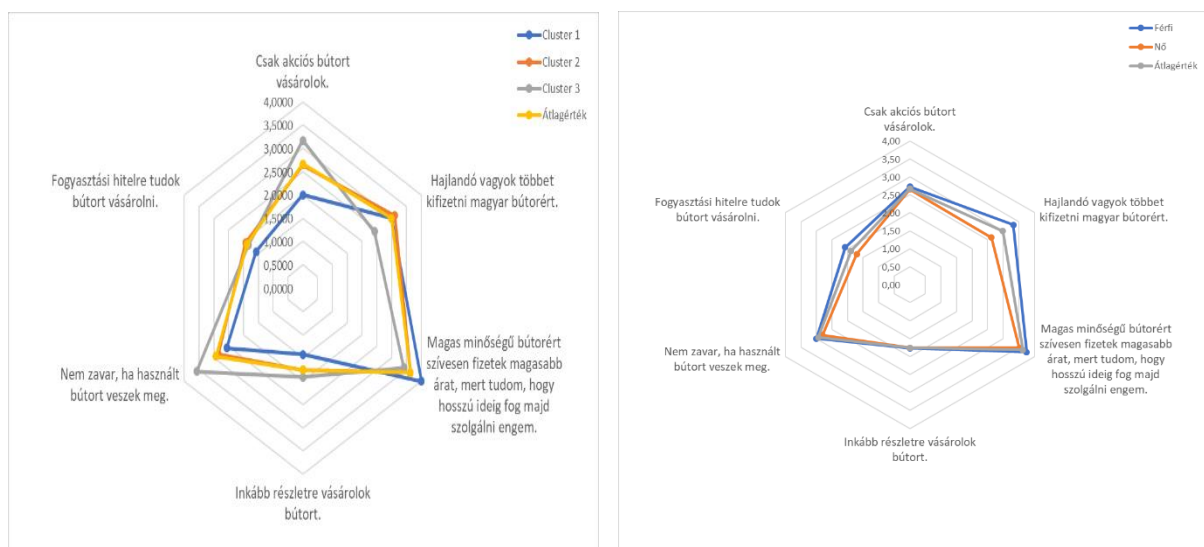 Cluster 1
Cluster 2
Cluster 3
Átlagérték
Csak akciós bútort
vásárolok.
4,0000
3,5000
3,0000
2,5000
2,0000
1,5000
1,0000
0,5000
0,0000
Hajlandó vagyok többet
kifizetni magyar bútorért.
Magas minőségű bútorért
szívesen fizetek magasabb
árat, mert tudom, hogy
hosszú ideig fog majd
szolgálni engem.
Inkább részletre vásárolok
bútort.
Nem zavar, ha használt
bútort veszek meg.
Fogyasztási hitelre tudok
bútort vásárolni.
Férfi
Nő
Átlagérték
Csak akciós bútort
vásárolok.
4,00
3,50
3,00
2,50
2,00
1,50
1,00
0,50
0,00
Hajlandó vagyok többet
kifizetni magyar bútorért.
Magas minőségű bútorért
szívesen fizetek magasabb
árat, mert tudom, hogy
hosszú ideig fog majd
szolgálni engem.
Inkább részletre vásárolok
bútort.
Nem zavar, ha használt
bútort veszek meg.
Fogyasztási hitelre tudok
bútort vásárolni.